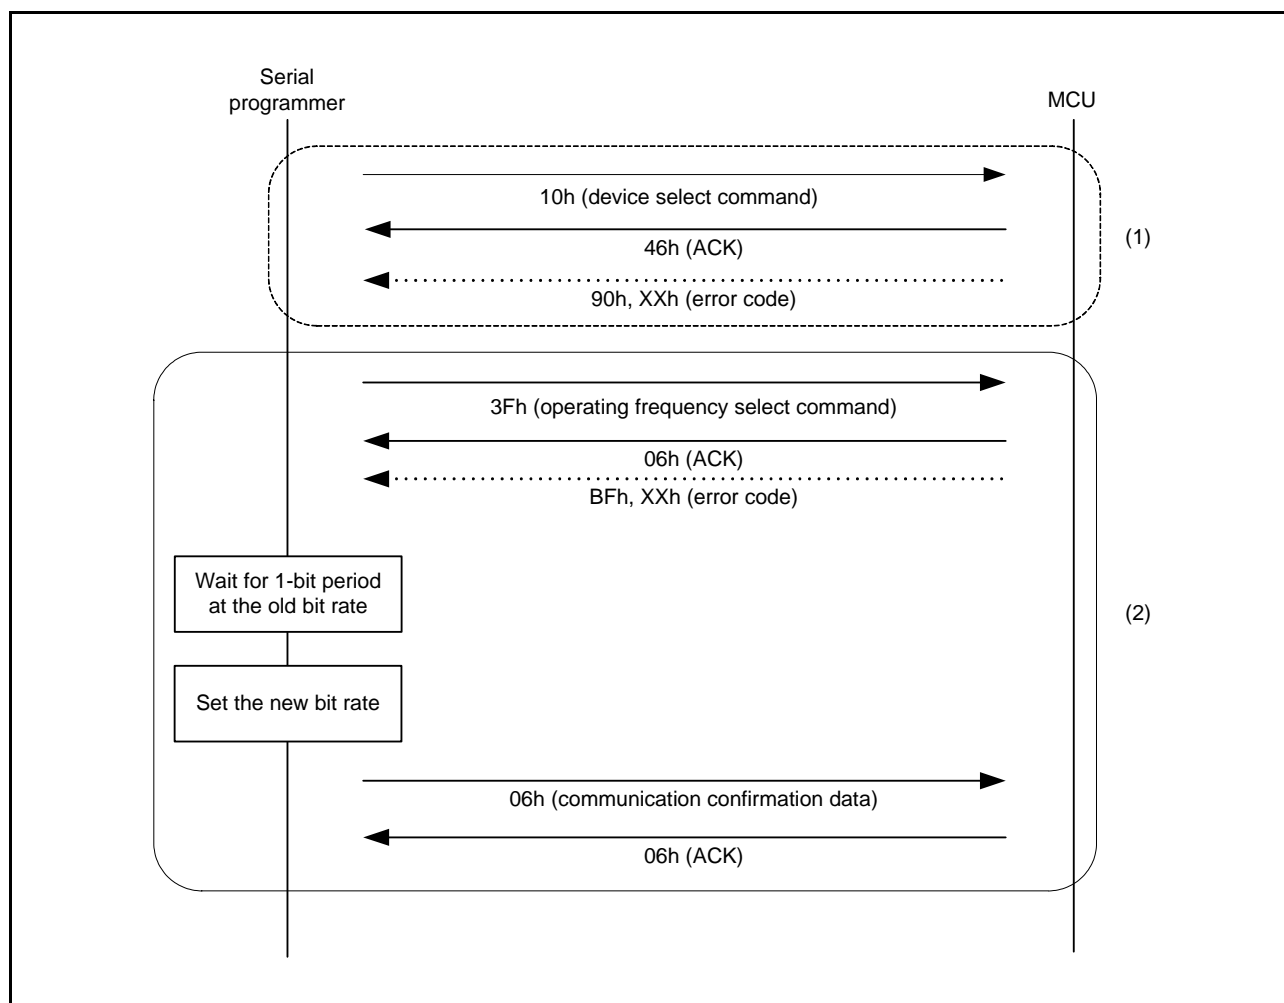 Serial
programmer
MCU
10h (device select command)
46h (ACK)
(1)
90h, XXh (error code)
3Fh (operating frequency select command)
06h (ACK)
BFh, XXh (error code)
Wait for 1-bit period
at the old bit rate
(2)
Set the new bit rate
06h (communication confirmation data)
06h (ACK)